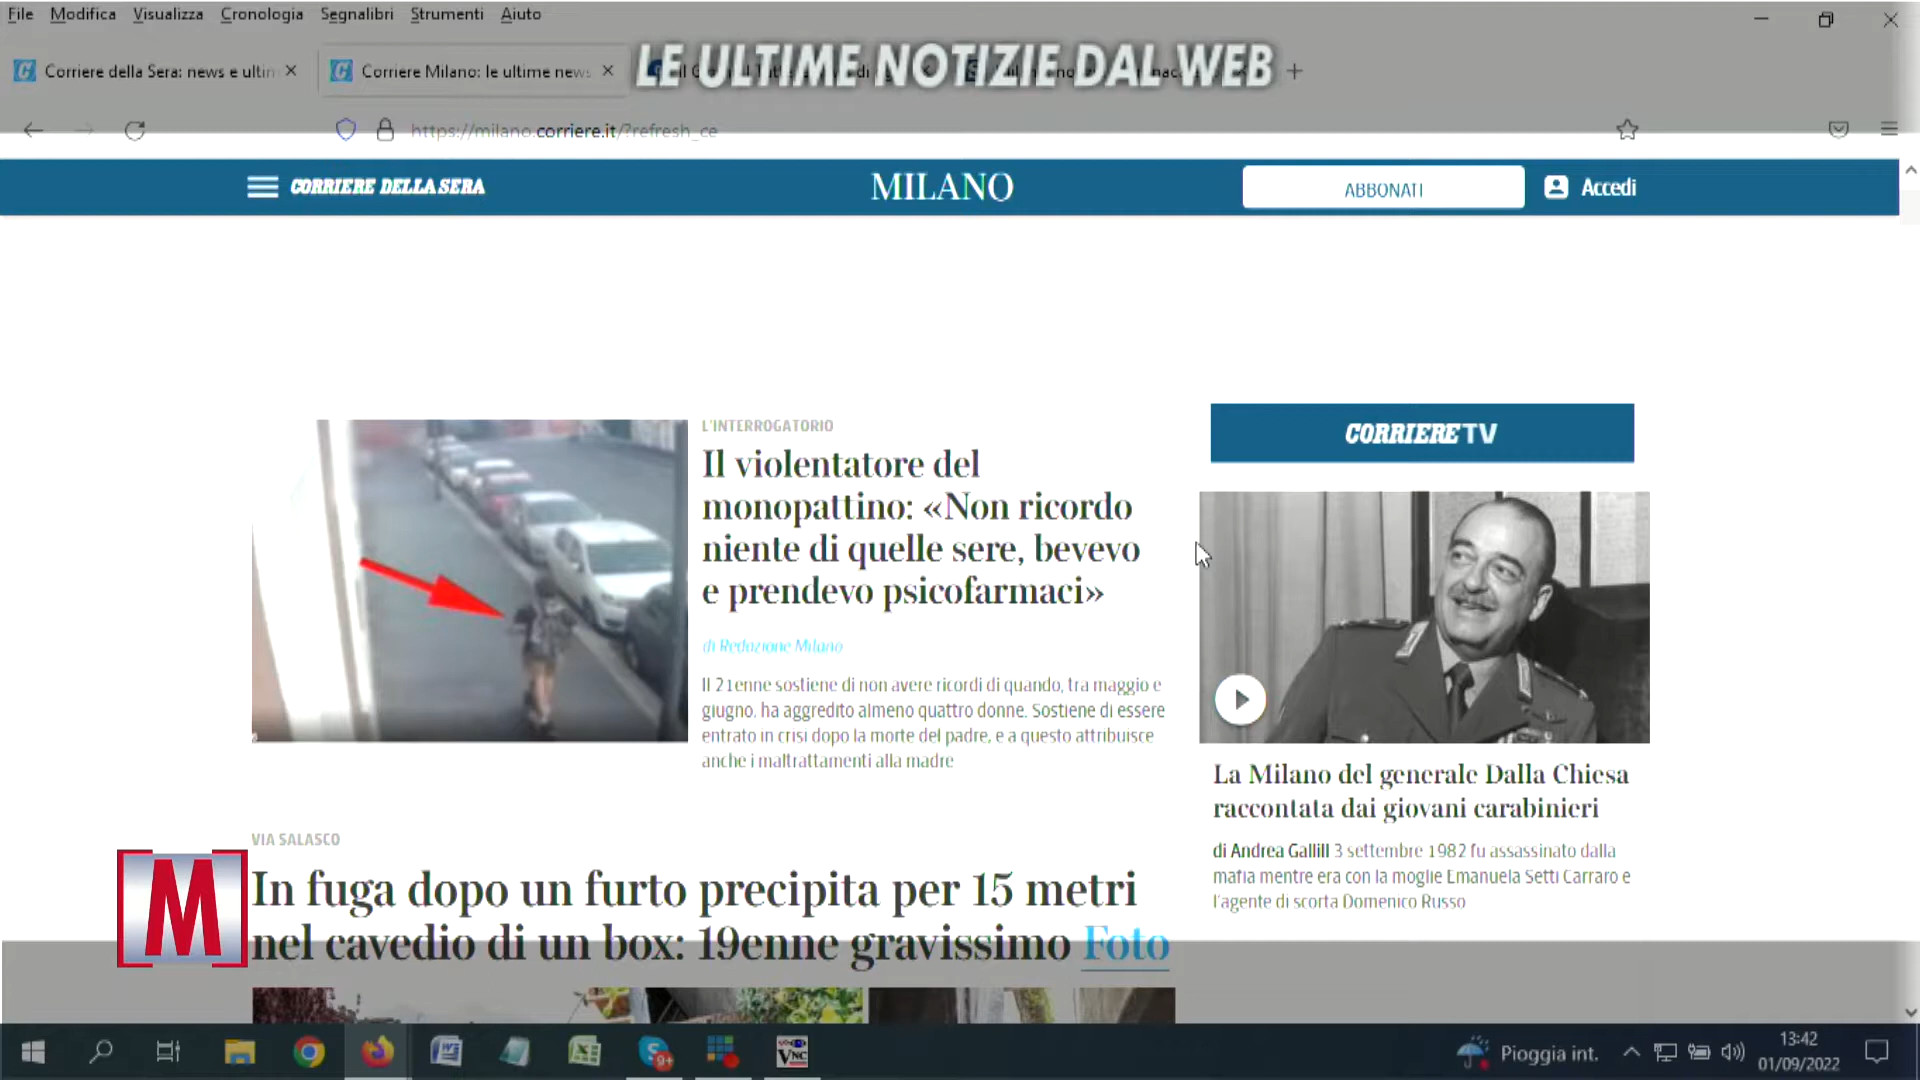 File Modifica Visualizza Cronologia Segnalibri Strumenti Aiuto
LE ULTIME NOTIZIE DAL WEB
Corriere della Sera: news e ultin
Corriere Milano: le ultime news
https://milano.corriere.it/?refresh_ce
CORRIERE DELLA SERA
MILANO
ABBONATI
Accedi
L'INTERROGATORIO
Il violentatore del
monopattino: «Non ricordo
niente di quelle sere, bevevo
e prendevo psicofarmaci»
di Redazione Milano
Il 21enne sostiene di non avere ricordi di quando, tra maggio e
giugno, ha aggredito almeno quattro donne. Sostiene di essere
entrato in crisi dopo la morte del padre, e a questo attribuisce
anche i maltrattamenti alla madre
CORRIERE TV
La Milano del generale Dalla Chiesa
raccontata dai giovani carabinieri
di Andrea Gallill 3 settembre 1982 fu assassinato dalla
mafia mentre era con la moglie Emanuela Setti Carraro e
l'agente di scorta Domenico Russo
VIA SALASCO
In fuga dopo un furto precipita per 15 metri
nel cavedio di un box: 19enne gravissimo Foto
M
9+
VNC
Pioggia int.
13:42
01/09/2022